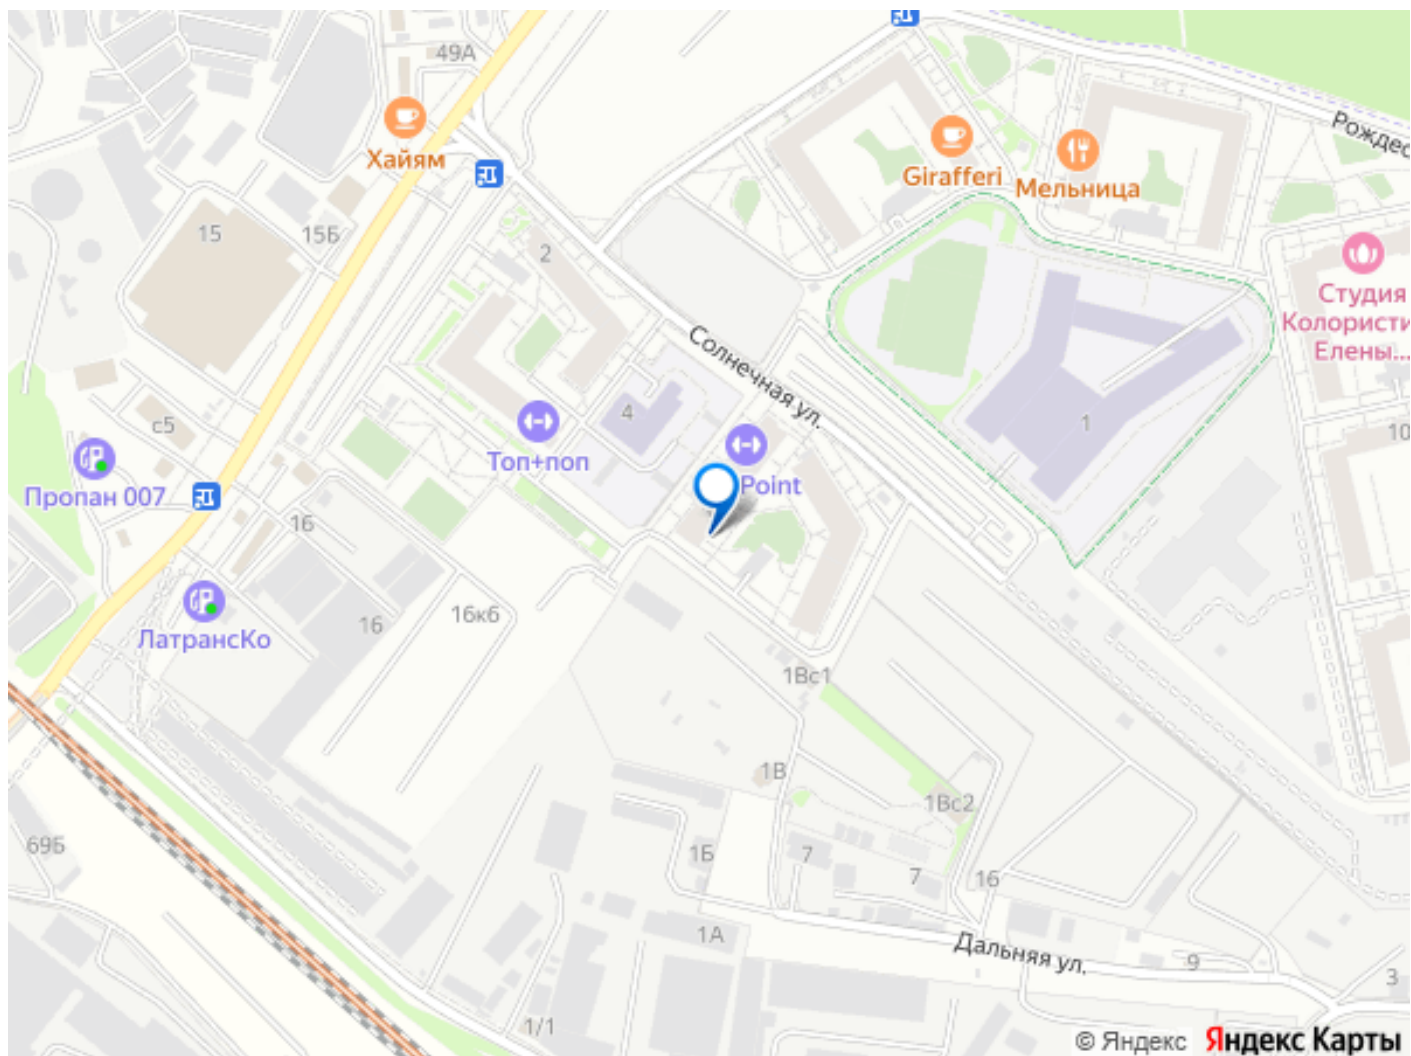 49А
Хайям
Рождес
Girafferi
Мельница
15
15Б
2
Студия
Колористи
Елены...
Солнечная ул.
4
1
10
с5
Топ+поп
Point
Пропан 007
16
16
16к6
ЛатрансКо
1Вс1
1В
1Вс2
69Б
1Б
7
7
16
1А
Дальняя ул.
9
3
1/1
© Яндекс Яндекс Карты